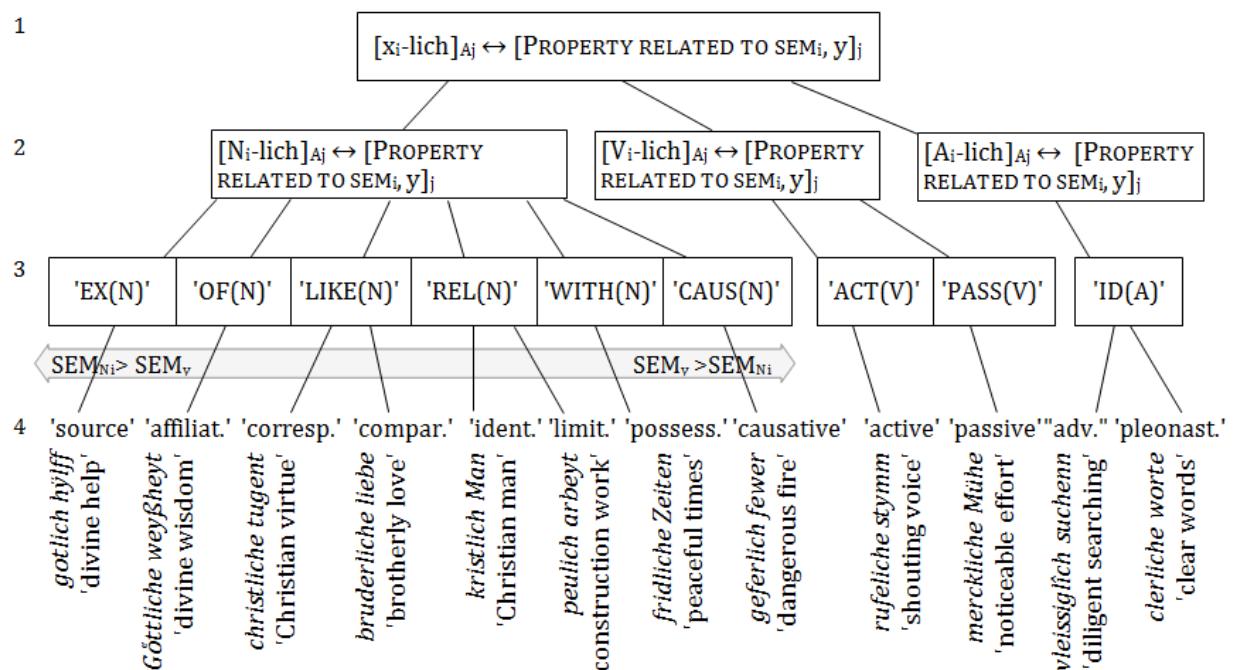 1
[xi-lich]Aj ↔ [PROPERTY RELATED TO SEMi, y]j
2
[Ni-lich]Aj ↔ [PROPERTY
RELATED TO SEMi, y]j
[Vi-lich]Aj ↔ [PROPERTY
RELATED TO SEMi, y]j
[Ai-lich]Aj ↔ [PROPERTY
RELATED TO SEMi, y]j
3
'EX(N)'
'OF(N)'
'LIKE(N)'
'REL(N)'
'WITH(N)'
'CAUS(N)'
'ACT(V)'
'PASS(V)'
'ID(A)'
SEMNi> SEMy
SEMy >SEMNi
4
'source'
'affiliat.'
'corresp.'
'compar.'
'ident.'
'limit.'
'possess.'
'causative'
'active'
'passive'
"adv."
'pleonast.'
gotlich hÿlff
'divine help'
Gőttliche weyßheyt
'divine wisdom'
christliche tugent
'Christian virtue'
bruderliche liebe
'brotherly love'
kristlich Man
'Christian man'
peulich arbeyt
construction work'
fridliche Zeiten
'peaceful times'
geferlich fewer
'dangerous fire'
rufeliche stymm
'shouting voice'
merckliche Mühe
'noticeable effort'
vleissiglich suchenn
'diligent searching'
clerliche worte
'clear words'